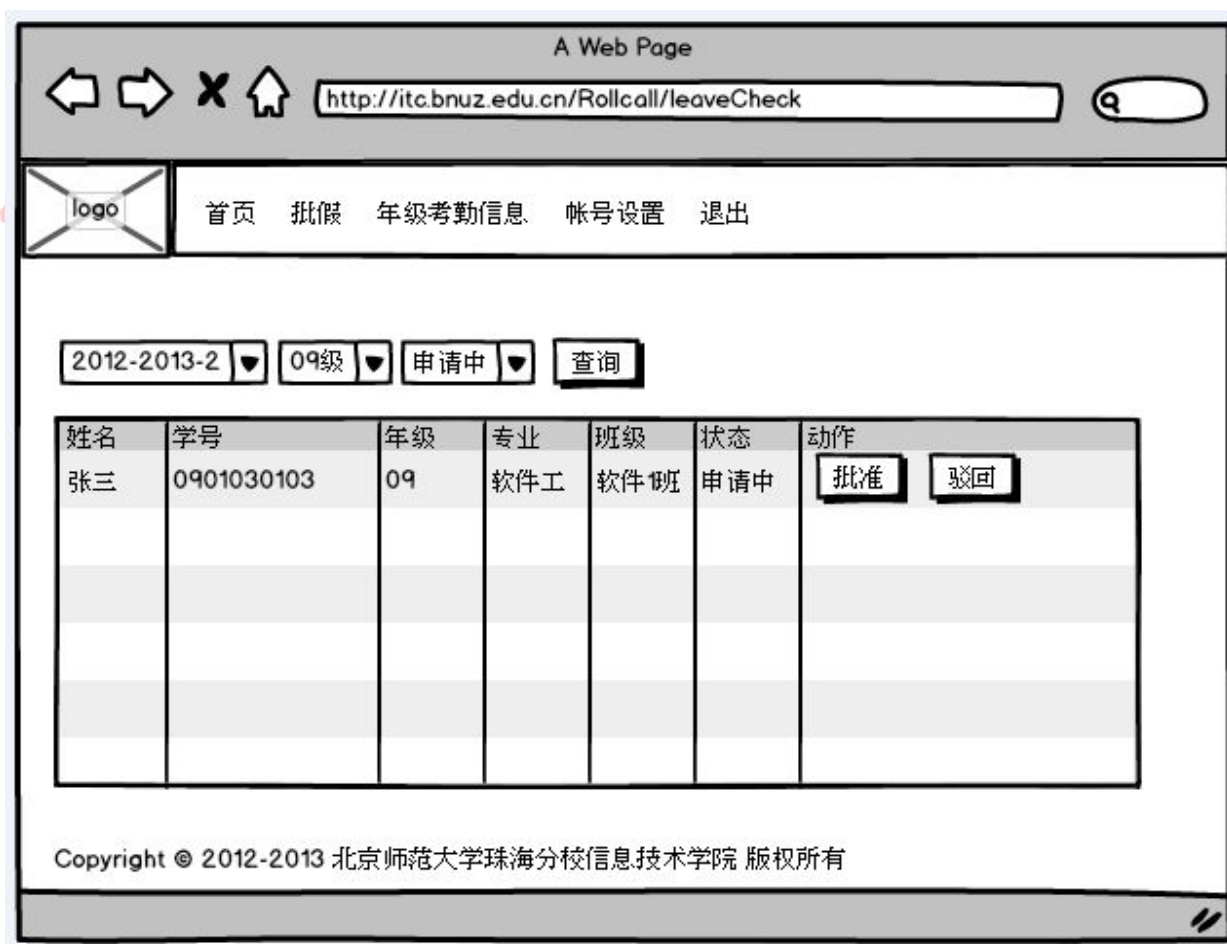 A Web Page
http://itc.bnuz.edu.cn/Rollcall/leaveCheck
logo 首页 批假 年级考勤信息 帐号设置 退出
2012-2013-2 09级 申请中 查询
姓名 学号 年级 专业 班级 状态 动作
张三 0901030103 09 软件工 软件1班 申请中 批准 驳回
Copyright © 2012-2013 北京师范大学珠海分校信息技术学院 版权所有